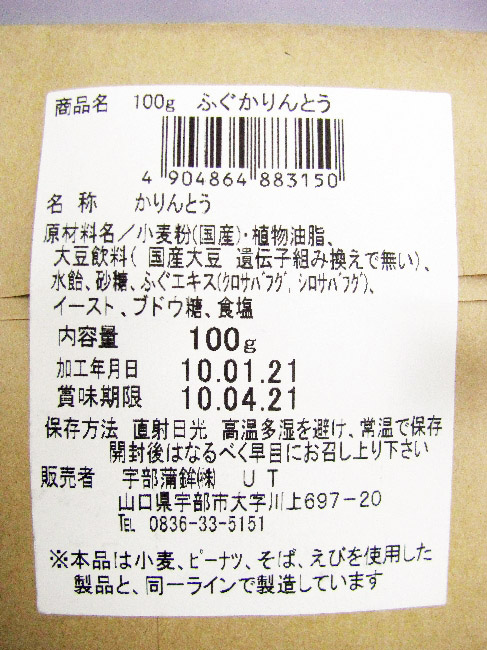 商品名 100g ふぐかりんとう
4 904864 883150
名称 かりんとう
原材料名／小麦粉(国産)・植物油脂、
大豆飲料( 国産大豆 遺伝子組み換えで無い)、
水飴、砂糖、ふぐエキス(ｸﾛｻﾊﾞﾌｸﾞ, ｼﾛｻﾊﾞﾌｸﾞ)、
イースト、ブドウ糖、食塩
内容量 100g
加工年月日 10.01.21
賞味期限 10.04.21
保存方法 直射日光 高温多湿を避け、常温で保存
開封後はなるべく早目にお召し上り下さい
販売者 宇部蒲鉾㈱ ＵＴ
山口県宇部市大字川上697-20
℡ 0836-33-5151
※本品は小麦、ピーナツ、そば、えびを使用した
製品と、同一ラインで製造しています